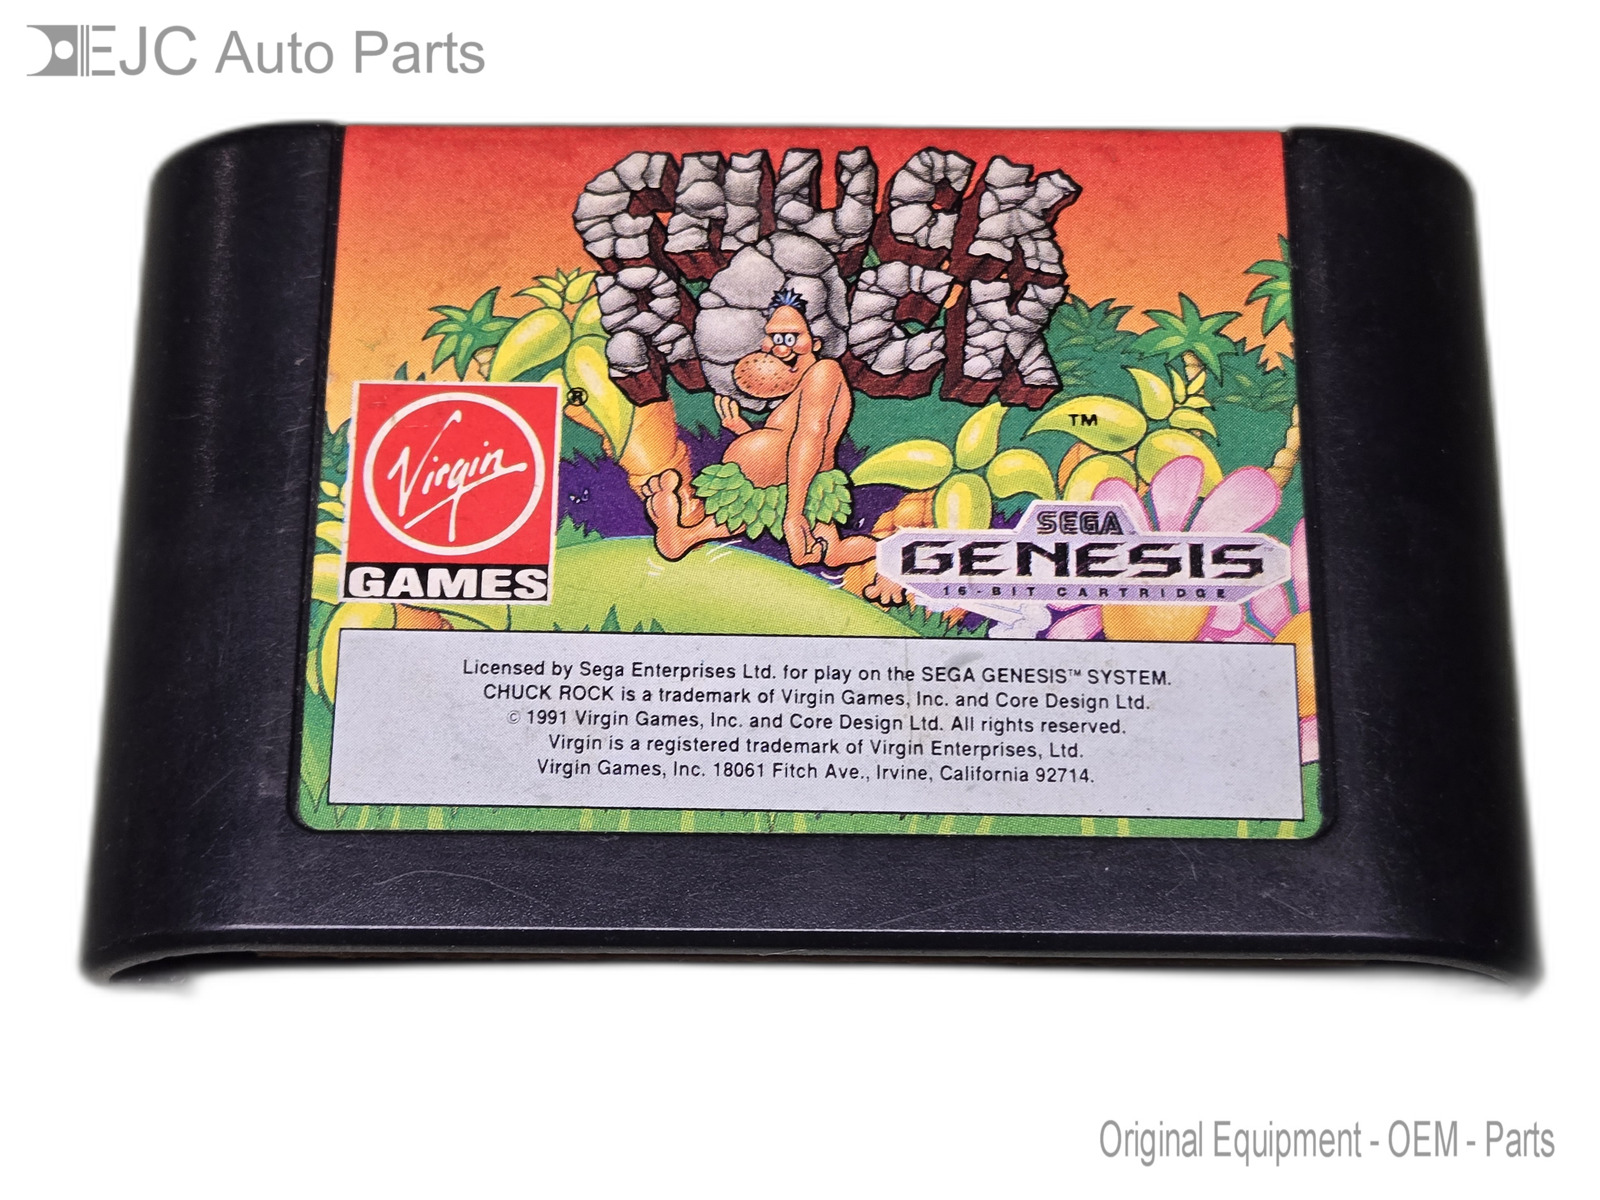 EJC Auto Parts
CHUCK
ROCK
TM
Virgin ®
GAMES
SEGA
GENESIS™
16-BIT CARTRIDGE
Licensed by Sega Enterprises Ltd. for play on the SEGA GENESIS™ SYSTEM.
CHUCK ROCK is a trademark of Virgin Games, Inc. and Core Design Ltd.
© 1991 Virgin Games, Inc. and Core Design Ltd. All rights reserved.
Virgin is a registered trademark of Virgin Enterprises, Ltd.
Virgin Games, Inc. 18061 Fitch Ave., Irvine, California 92714.
Original Equipment - OEM - Parts